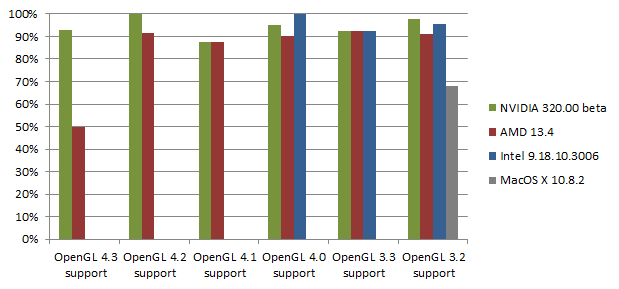 100%
90%
80%
70%
60%
50%
40%
30%
20%
10%
0%
OpenGL 4.3 support
OpenGL 4.2 support
OpenGL 4.1 support
OpenGL 4.0 support
OpenGL 3.3 support
OpenGL 3.2 support
NVIDIA 320.00 beta
AMD 13.4
Intel 9.18.10.3006
MacOS X 10.8.2